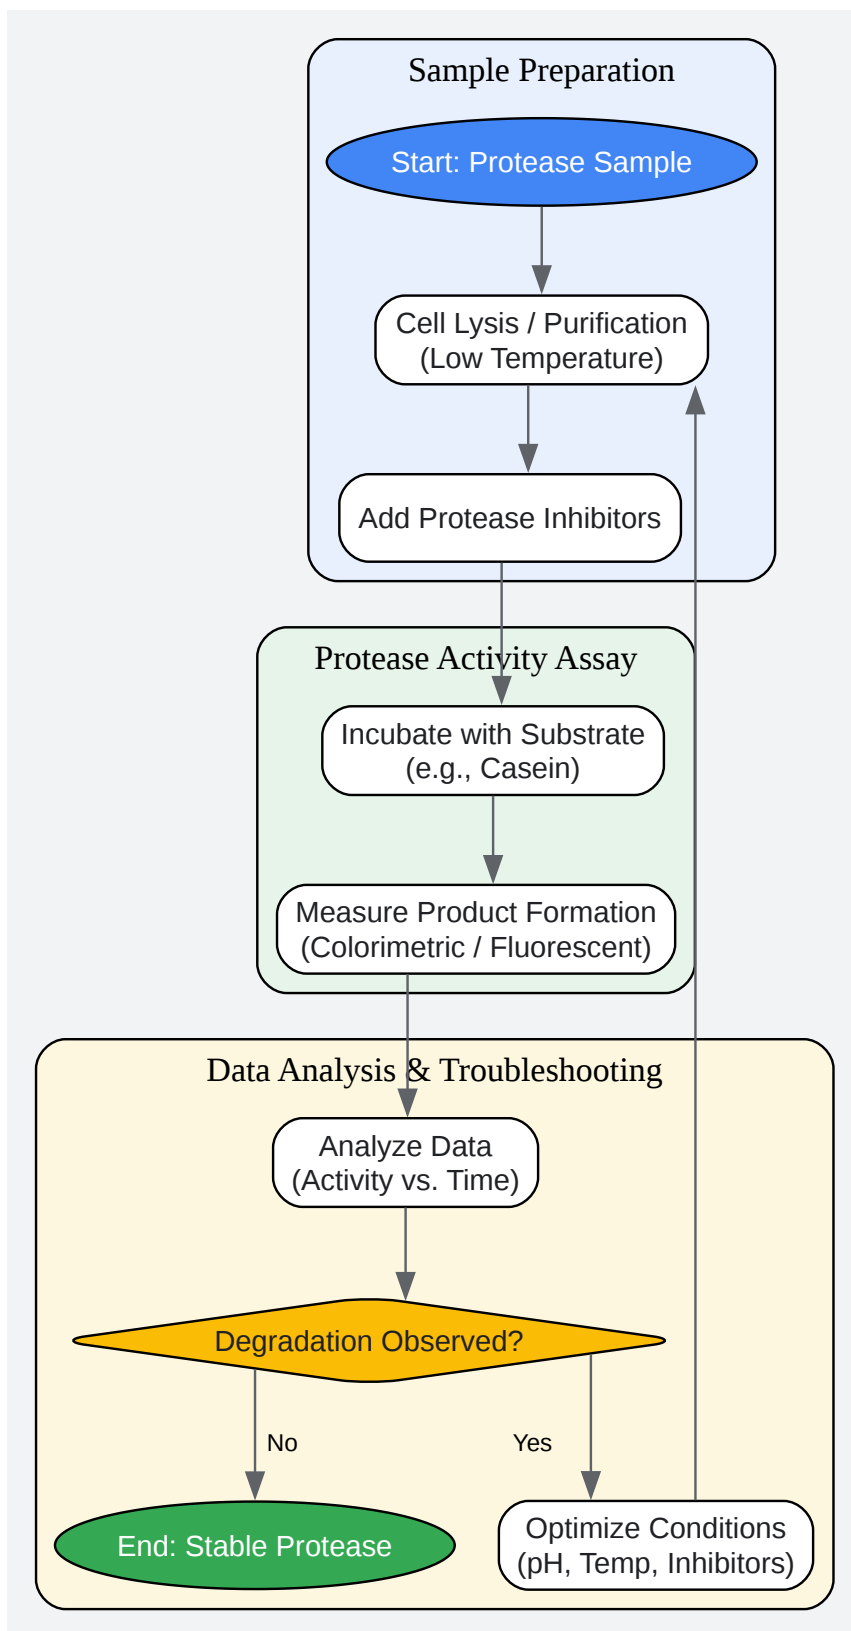 Sample Preparation
Start: Protease Sample
Cell Lysis / Purification
(Low Temperature)
Add Protease Inhibitors
Protease Activity Assay
Incubate with Substrate
(e.g., Casein)
Measure Product Formation
(Colorimetric / Fluorescent)
Data Analysis & Troubleshooting
Analyze Data
(Activity vs. Time)
Degradation Observed?
No
Yes
End: Stable Protease
Optimize Conditions
(pH, Temp, Inhibitors)